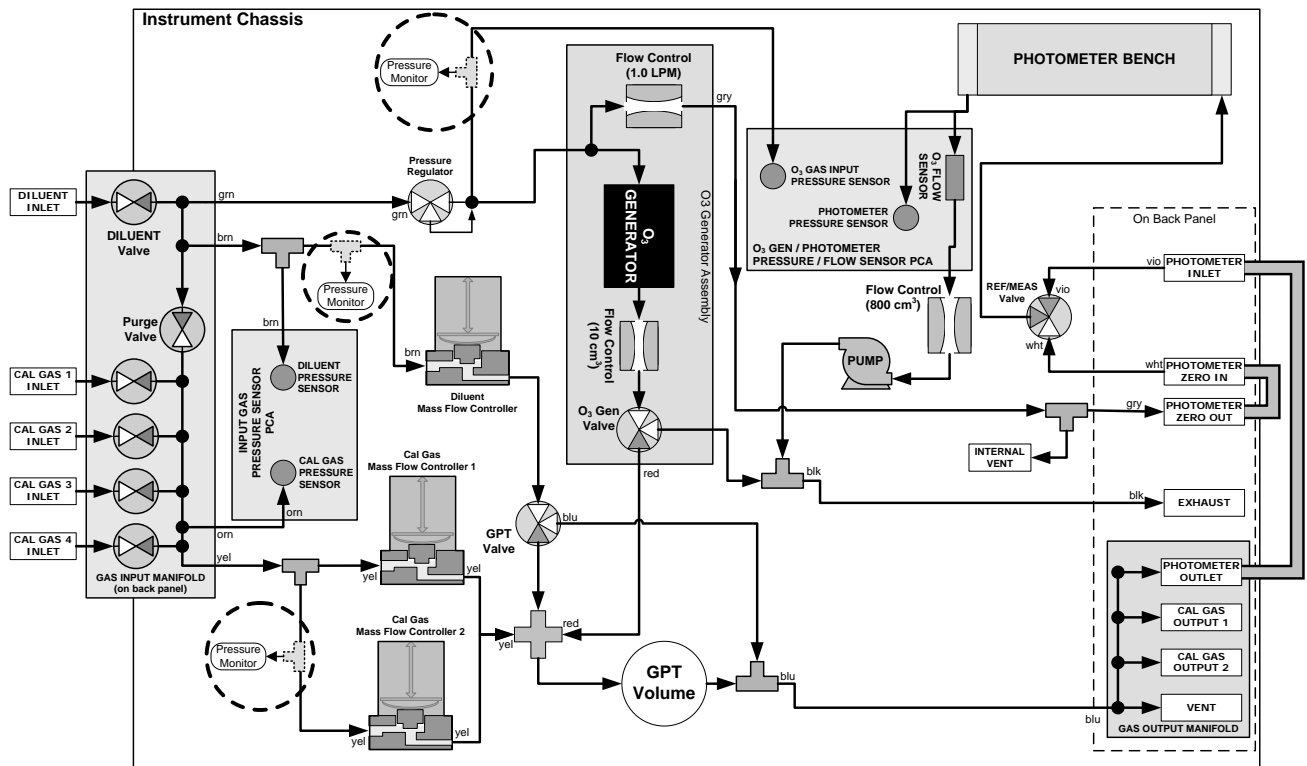 Instrument Chassis
Pressure
Monitor
Flow Control
(1.0 LPM)
gry
PHOTOMETER BENCH
Pressure
Regulator
O₃ FLOW
SENSOR
O₃ GAS INPUT
PRESSURE SENSOR
PHOTOMETER
PRESSURE SENSOR
O₃ GEN / PHOTOMETER
PRESSURE / FLOW SENSOR PCA
DILUENT
INLET
DILUENT
Valve
grn
grn
brn
O₃
GENERATOR
O3 Generator Assembly
On Back Panel
Pressure
Monitor
vio
PHOTOMETER
INLET
REF/MEAS
Valve
vio
Flow Control
(800 cm³)
Purge
Valve
brn
Flow Control
(10 cm³)
brn
wht
wht
PHOTOMETER
ZERO IN
PUMP
CAL GAS 1
INLET
DILUENT
PRESSURE
SENSOR
Diluent
Mass Flow Controller
O₃ Gen
Valve
gry
PHOTOMETER
ZERO OUT
CAL GAS 2
INLET
INPUT GAS
PRESSURE SENSOR
PCA
CAL GAS
PRESSURE
SENSOR
Cal Gas
Mass Flow Controller 1
INTERNAL
VENT
red
blk
blk
EXHAUST
CAL GAS 3
INLET
orn
orn
CAL GAS 4
INLET
yel
GPT
Valve
blu
GAS INPUT MANIFOLD
(on back panel)
yel
yel
PHOTOMETER
OUTLET
CAL GAS
OUTPUT 1
Cal Gas
Mass Flow Controller 2
red
yel
Pressure
Monitor
GPT
Volume
CAL GAS
OUTPUT 2
blu
VENT
blu
GAS OUTPUT MANIFOLD
yel
yel